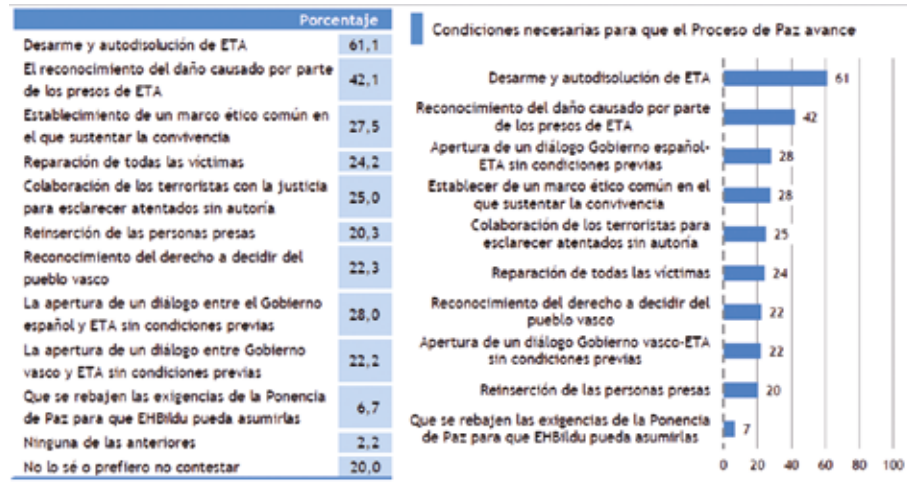 Porcentaje
Desarme y autodisolución de ETA 61,1
El reconocimiento del daño causado por parte
de los presos de ETA 42,1
Establecimiento de un marco ético común en
el que sustentar la convivencia 27,5
Reparación de todas las víctimas 24,2
Colaboración de los terroristas con la justicia
para esclarecer atentados sin autoría 25,0
Reinserción de las personas presas 20,3
Reconocimiento del derecho a decidir del
pueblo vasco 22,3
La apertura de un diálogo entre el Gobierno
español y ETA sin condiciones previas 28,0
La apertura de un diálogo entre Gobierno
vasco y ETA sin condiciones previas 22,2
Que se rebajen las exigencias de la Ponencia
de Paz para que EHBildu pueda asumirlas 6,7
Ninguna de las anteriores 2,2
No lo sé o prefiero no contestar 20,0
Condiciones necesarias para que el Proceso de Paz avance
Desarme y autodisolución de ETA 61
Reconocimiento del daño causado por parte
de los presos de ETA 42
Apertura de un diálogo Gobierno español-
ETA sin condiciones previas 28
Establecer de un marco ético común en el
que sustentar la convivencia 28
Colaboración de los terroristas para
esclarecer atentados sin autoría 25
Reparación de todas las víctimas 24
Reconocimiento del derecho a decidir del
pueblo vasco 22
Apertura de un diálogo Gobierno vasco-ETA
sin condiciones previas 22
Reinserción de las personas presas 20
Que se rebajen las exigencias de la Ponencia
de Paz para que EHBildu pueda asumirlas 7
0 20 40 60 80 100